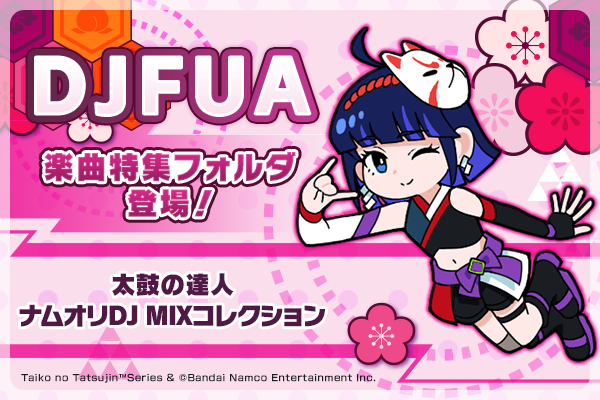 DJFUA
楽曲特集フォルダ
登場！
太鼓の達人
ナムオリDJ MIXコレクション
Taiko no Tatsujin™Series & ©Bandai Namco Entertainment Inc.